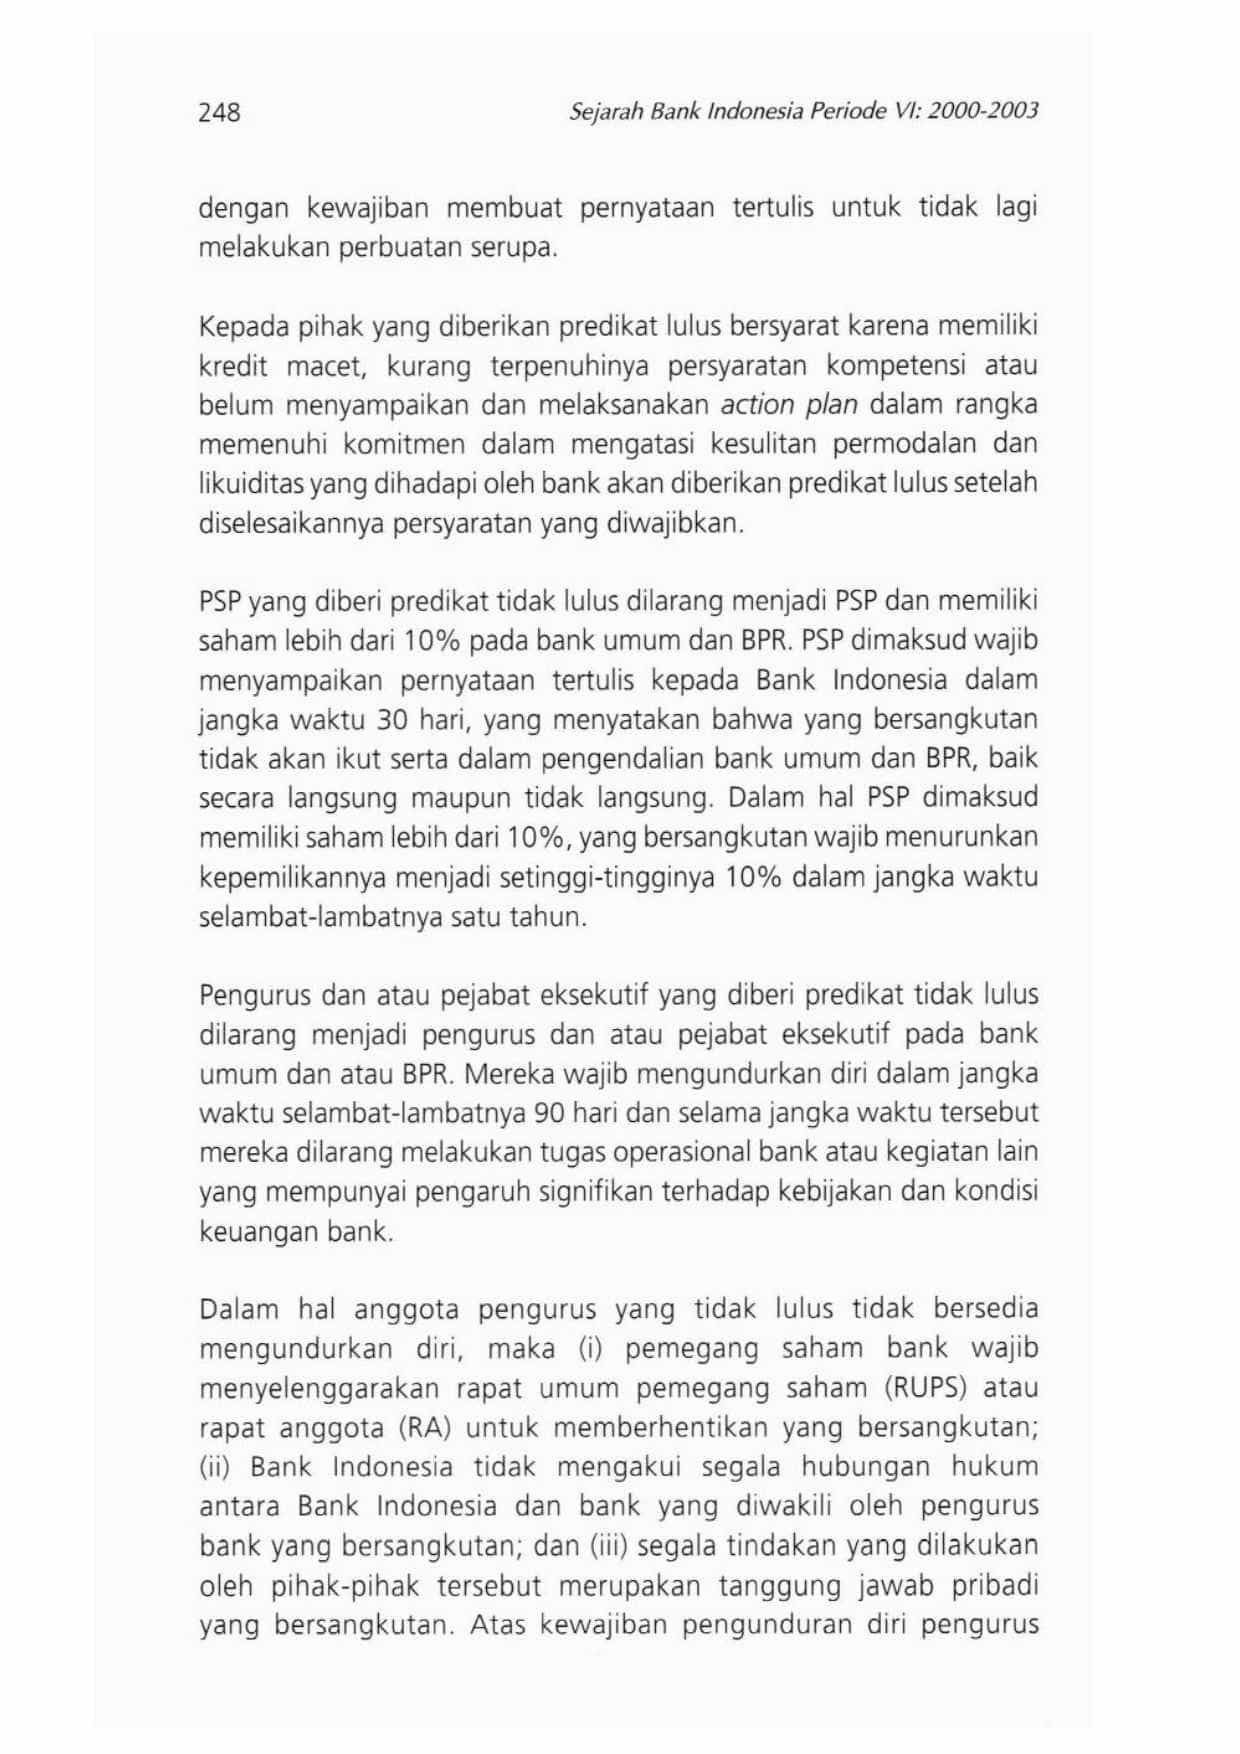 248
Sejarah Bank Indonesia Periode VI: 2000-2003
dengan kewajiban membuat pernyataan tertulis untuk tidak lagi
melakukan perbuatan serupa.
Kepada pihak yang diberikan predikat lulus bersyarat karena memiliki
kredit macet, kurang terpenuhinya persyaratan kompetensi atau
belum menyampaikan dan melaksanakan action plan dalam rangka
memenuhi komitmen dalam mengatasi kesulitan permodalan dan
likuiditas yang dihadapi oleh bank akan diberikan predikat lulus setelah
diselesaikannya persyaratan yang diwajibkan.
PSP yang diberi predikat tidak lulus dilarang menjadi PSP dan memiliki
saham lebih dari 10% pada bank umum dan BPR. PSP dimaksud wajib
menyampaikan pernyataan tertulis kepada Bank Indonesia dalam
jangka waktu 30 hari, yang menyatakan bahwa yang bersangkutan
tidak akan ikut serta dalam pengendalian bank umum dan BPR, baik
secara langsung maupun tidak langsung. Dalam hal PSP dimaksud
memiliki saham lebih dari 10%, yang bersangkutan wajib menurunkan
kepemilikannya menjadi setinggi-tingginya 10% dalam jangka waktu
selambat-lambatnya satu tahun.
Pengurus dan atau pejabat eksekutif yang diberi predikat tidak lulus
dilarang menjadi pengurus dan atau pejabat eksekutif pada bank
umum dan atau BPR. Mereka wajib mengundurkan diri dalam jangka
waktu selambat-lambatnya 90 hari dan selama jangka waktu tersebut
mereka dilarang melakukan tugas operasional bank atau kegiatan lain
yang mempunyai pengaruh signifikan terhadap kebijakan dan kondisi
keuangan bank.
Dalam hal anggota pengurus yang tidak lulus tidak bersedia
mengundurkan diri, maka (i) pemegang saham bank wajib
menyelenggarakan rapat umum pemegang saham (RUPS) atau
rapat anggota (RA) untuk memberhentikan yang bersangkutan;
(ii) Bank Indonesia tidak mengakui segala hubungan hukum
antara Bank Indonesia dan bank yang diwakili oleh pengurus
bank yang bersangkutan; dan (iii) segala tindakan yang dilakukan
oleh pihak-pihak tersebut merupakan tanggung jawab pribadi
yang bersangkutan. Atas kewajiban pengunduran diri pengurus